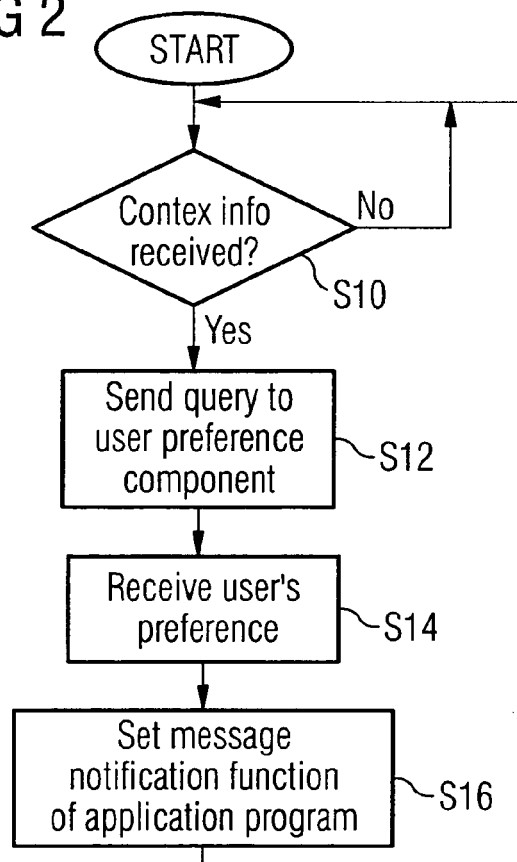 G 2
START
Contex info
received?
No
S10
Yes
Send query to
user preference
component
S12
Receive user's
preference
S14
Set message
notification function
of application program
S16